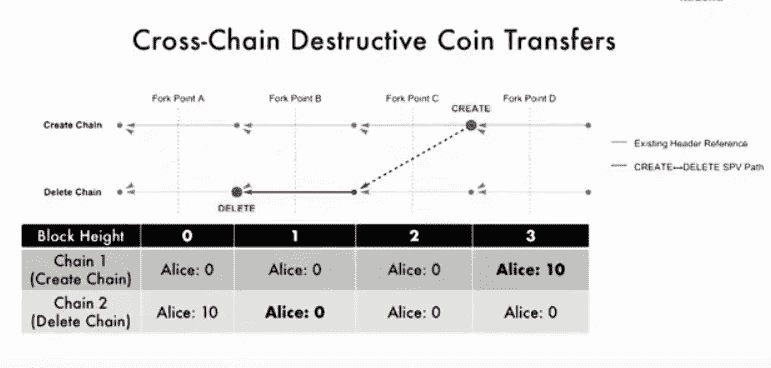 Cross-Chain Destructive Coin Transfers
Fork Point A Fork Point B Fork Point C Fork Point D
CREATE
Create Chain
Existing Header Reference
CREATE↔DELETE SPV Path
Delete Chain
DELETE
Block Height 0 1 2 3
Chain 1
(Create Chain) Alice: 0 Alice: 0 Alice: 0 Alice: 10
Chain 2
(Delete Chain) Alice: 10 Alice: 0 Alice: 0 Alice: 0